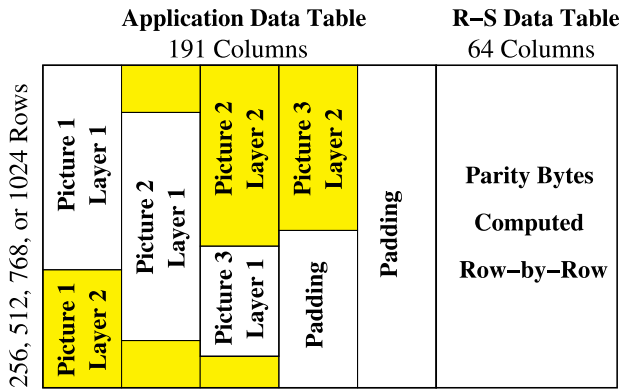 Application Data Table
R−S Data Table
191 Columns
64 Columns
256, 512, 768, or 1024 Rows
Picture 1
Layer 1
Picture 1
Layer 2
Picture 2
Layer 1
Picture 2
Layer 2
Picture 3
Layer 1
Picture 3
Layer 2
Padding
Padding
Parity Bytes
Computed
Row−by−Row